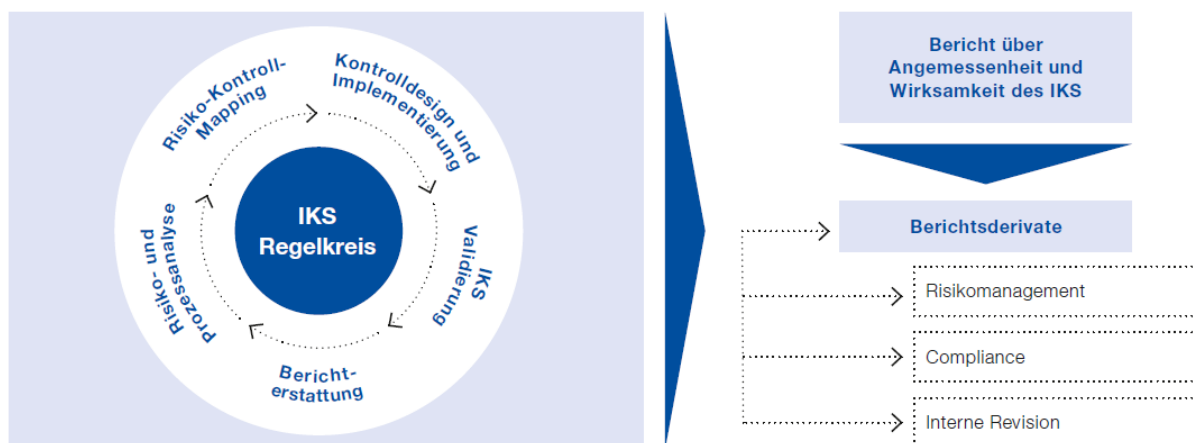 Risiko-Kontroll-
Mapping
Kontrolldesign und
Implementierung
IKS
Validierung
Bericht-
erstattung
Risiko- und
prozessanalyse
IKS
Regelkreis
Bericht über
Angemessenheit und
Wirksamkeit des IKS
Berichtsderivate
Risikomanagement
Compliance
Interne Revision